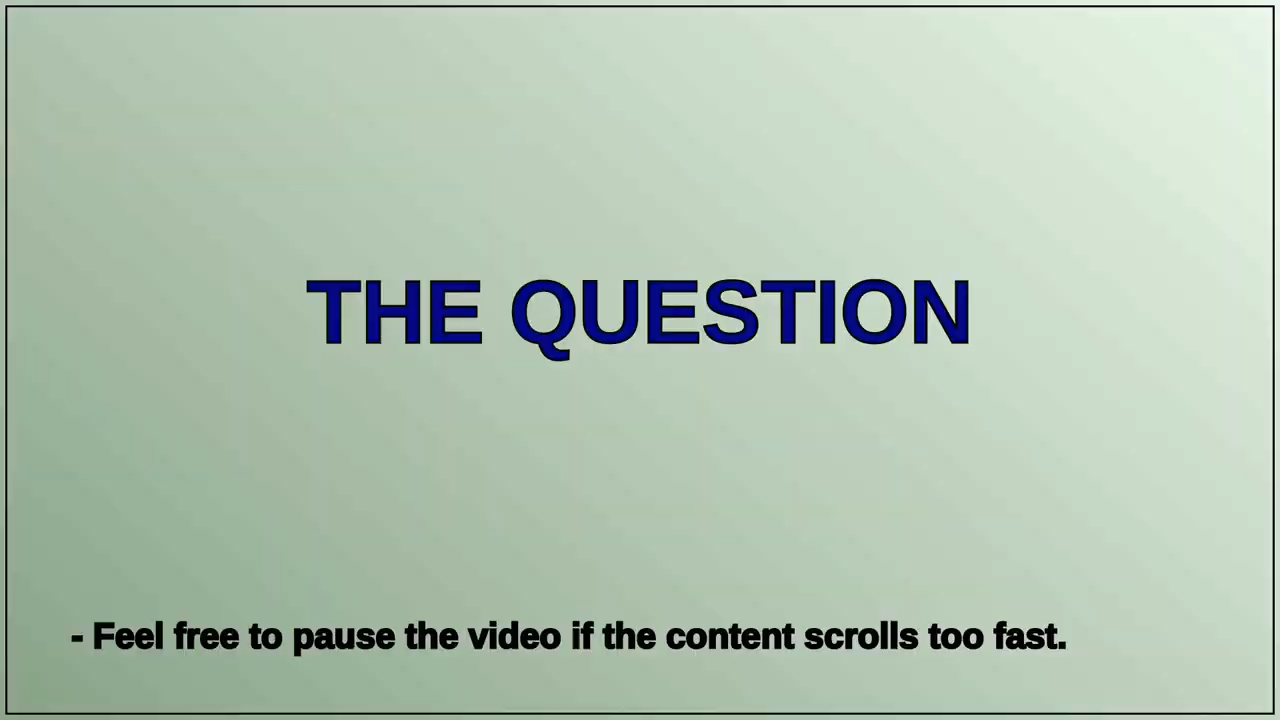 THE QUESTION
- Feel free to pause the video if the content scrolls too fast.